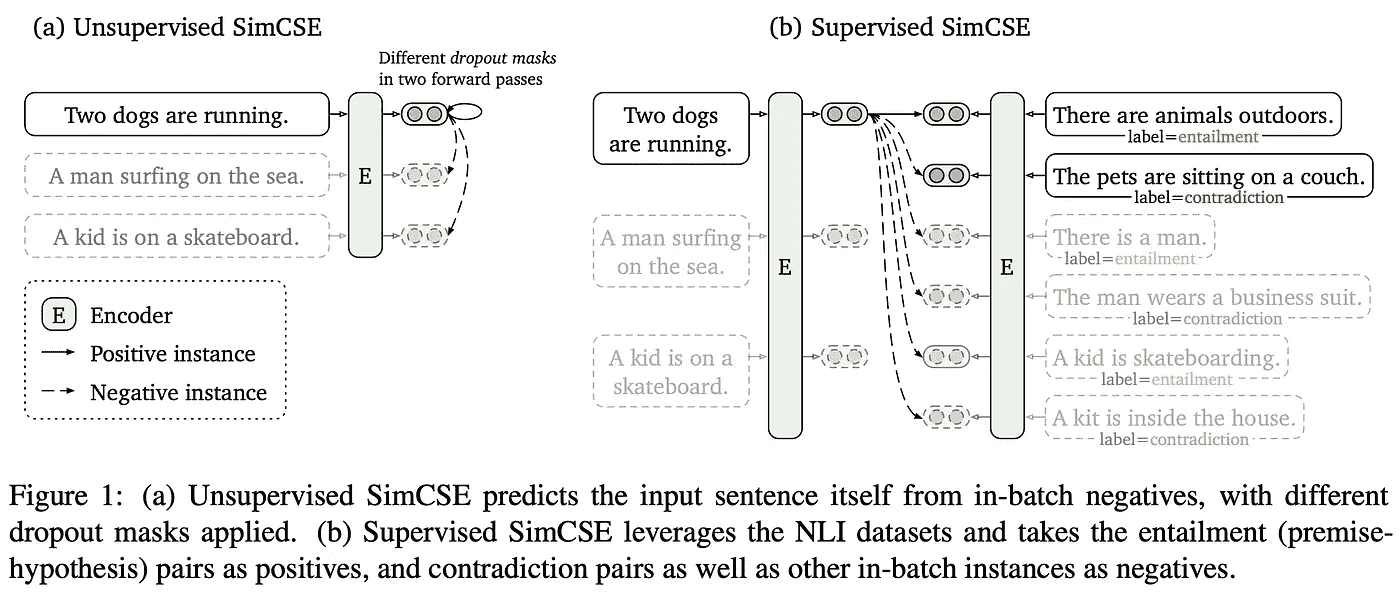 (a) Unsupervised SimCSE
Different dropout masks
in two forward passes
Two dogs are running.
A man surfing on the sea.
A kid is on a skateboard.
E
E Encoder
Positive instance
Negative instance
(b) Supervised SimCSE
Two dogs
are running.
A man surfing
on the sea.
A kid is on a
skateboard.
E
E
There are animals outdoors.
label=entailment
The pets are sitting on a couch.
label=contradiction
There is a man.
label=entailment
The man wears a business suit.
label=contradiction
A kid is skateboarding.
label=entailment
A kit is inside the house.
label=contradiction
Figure 1: (a) Unsupervised SimCSE predicts the input sentence itself from in-batch negatives, with different
dropout masks applied. (b) Supervised SimCSE leverages the NLI datasets and takes the entailment (premise-
hypothesis) pairs as positives, and contradiction pairs as well as other in-batch instances as negatives.